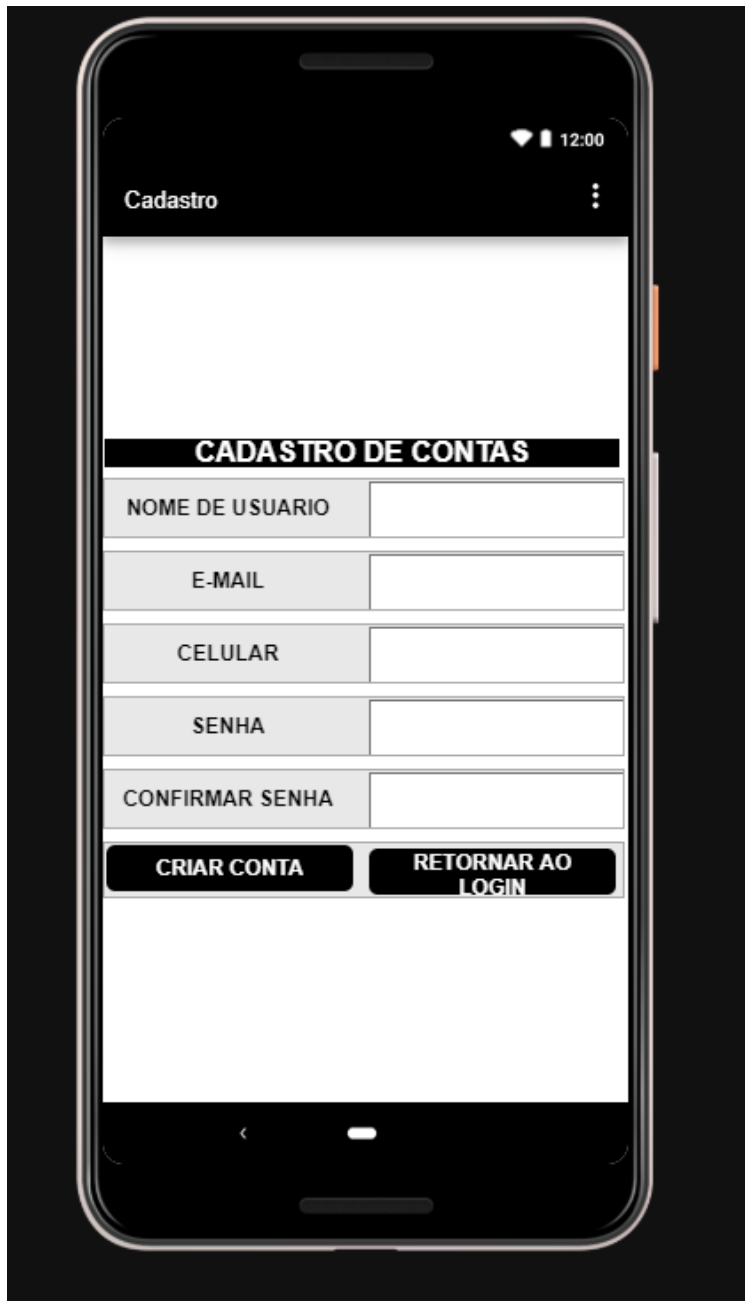 12:00
Cadastro
CADASTRO DE CONTAS
NOME DE USUARIO
E-MAIL
CELULAR
SENHA
CONFIRMAR SENHA
CRIAR CONTA
RETORNAR AO
LOGIN